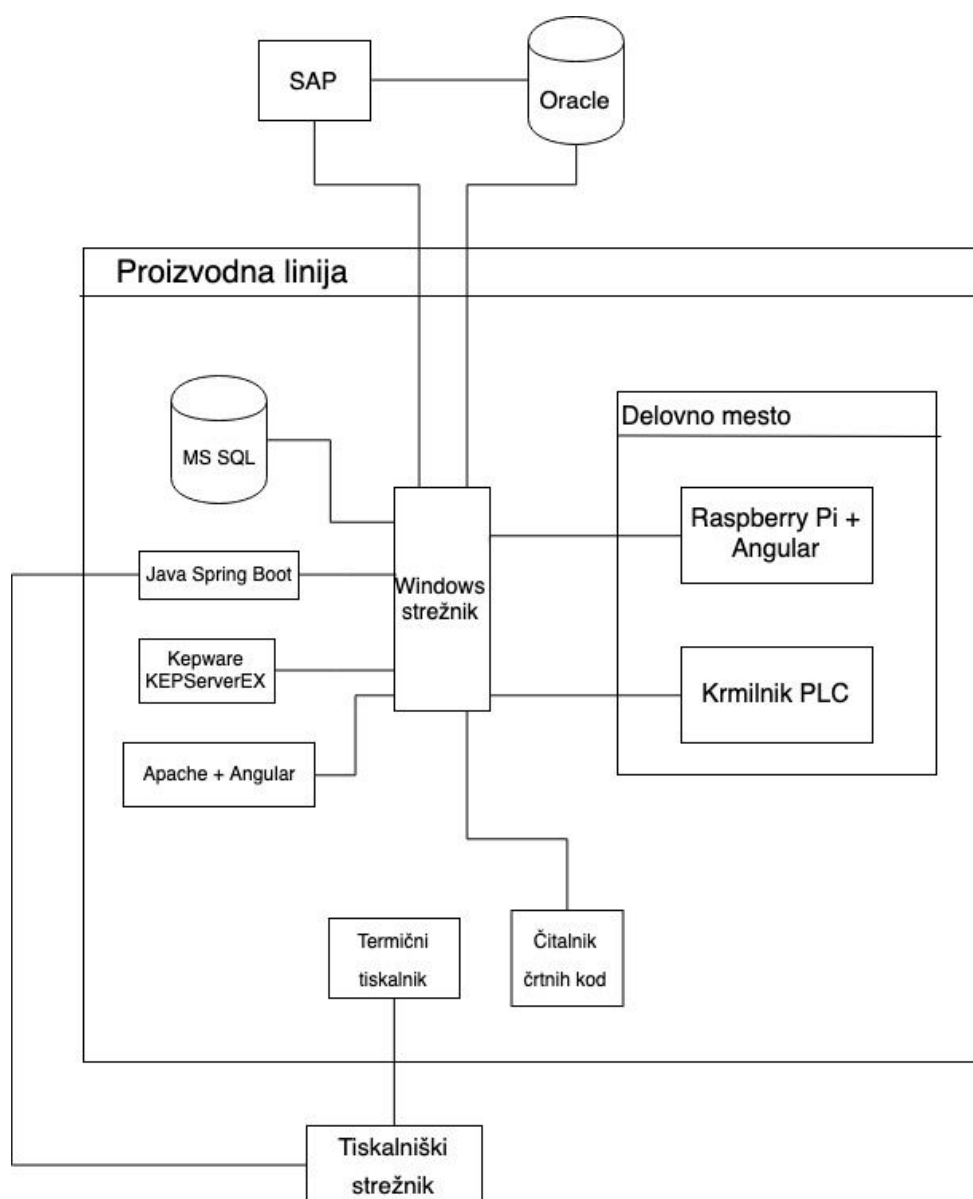 SAP
Oracle
Proizvodna linija
MS SQL
Delovno mesto
Raspberry Pi +
Angular
Java Spring Boot
Windows
strežnik
Kepware
KEPServerEX
Krmilnik PLC
Apache + Angular
Termični
tiskalnik
Čitalnik
črtnih kod
Tiskalniški
strežnik